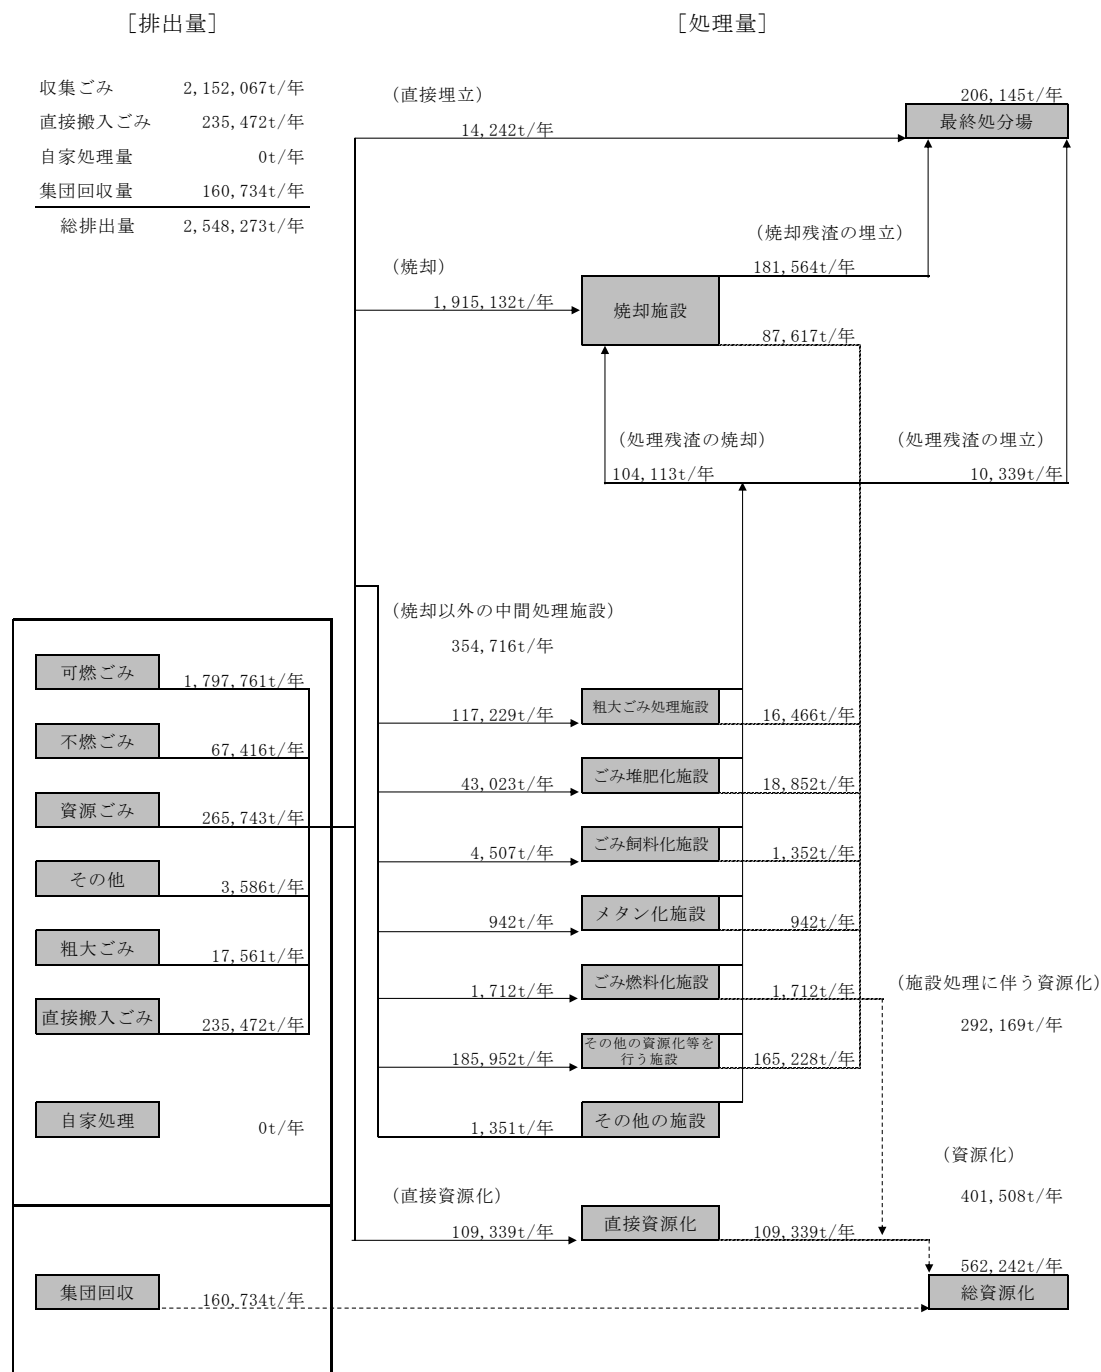 ［排出量］
［処理量］
収集ごみ 2,152,067t/年
直接搬入ごみ 235,472t/年
自家処理量 0t/年
集団回収量 160,734t/年
総排出量 2,548,273t/年
（直接埋立）
14,242t/年
206,145t/年
最終処分場
（焼却残渣の埋立）
181,564t/年
（焼却）
1,915,132t/年
焼却施設
87,617t/年
（処理残渣の焼却）
104,113t/年
（処理残渣の埋立）
10,339t/年
（焼却以外の中間処理施設）
354,716t/年
可燃ごみ 1,797,761t/年
不燃ごみ 67,416t/年
資源ごみ 265,743t/年
その他 3,586t/年
粗大ごみ 17,561t/年
直接搬入ごみ 235,472t/年
自家処理 0t/年
117,229t/年 粗大ごみ処理施設 16,466t/年
43,023t/年 ごみ堆肥化施設 18,852t/年
4,507t/年 ごみ飼料化施設 1,352t/年
942t/年 メタン化施設 942t/年
1,712t/年 ごみ燃料化施設 1,712t/年
（施設処理に伴う資源化）
292,169t/年
185,952t/年 その他の資源化等を
行う施設 165,228t/年
1,351t/年 その他の施設
（資源化）
401,508t/年
（直接資源化）
109,339t/年 直接資源化 109,339t/年
562,242t/年
総資源化
集団回収 160,734t/年